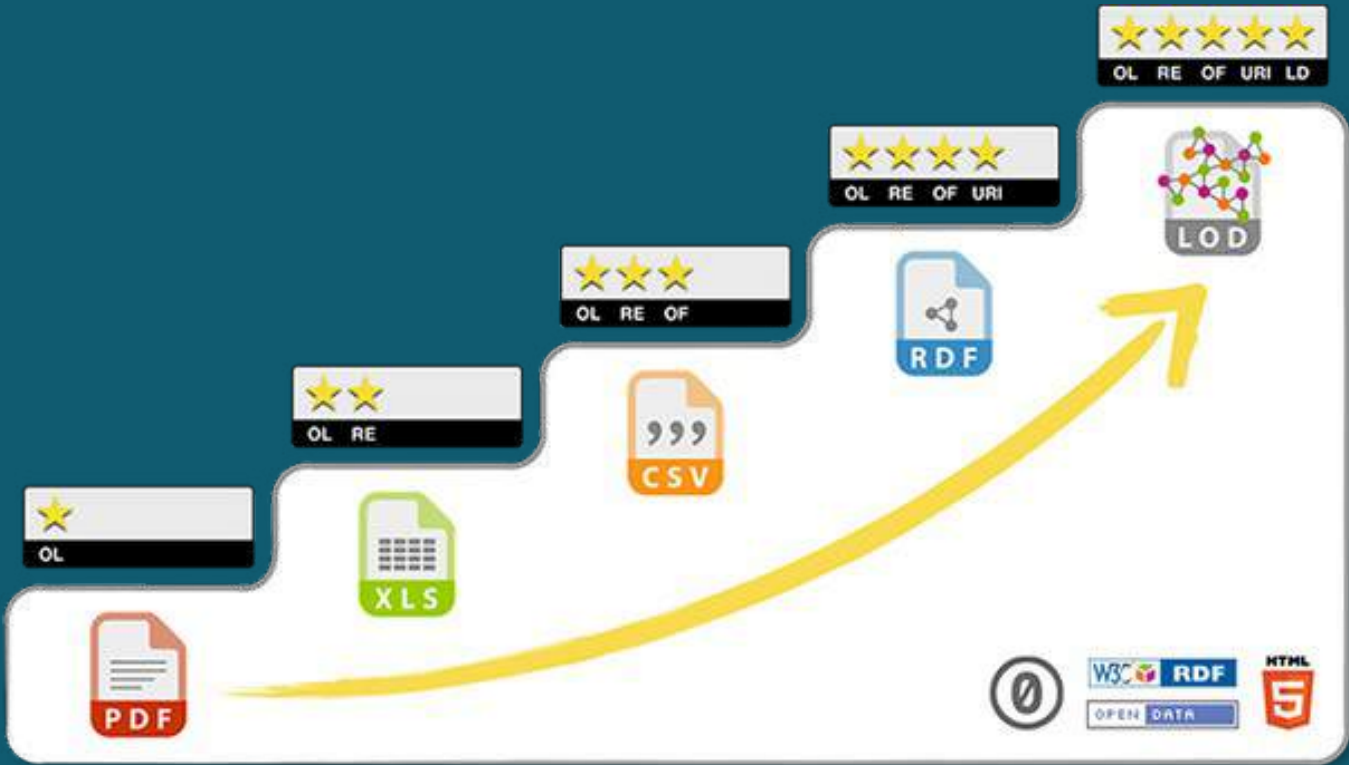 OL RE OF URI LD
LOD
OL RE OF URI
RDF
OL RE OF
CSV
OL RE
XLS
OL
PDF
0
W3C RDF
OPEN DATA
HTML
5